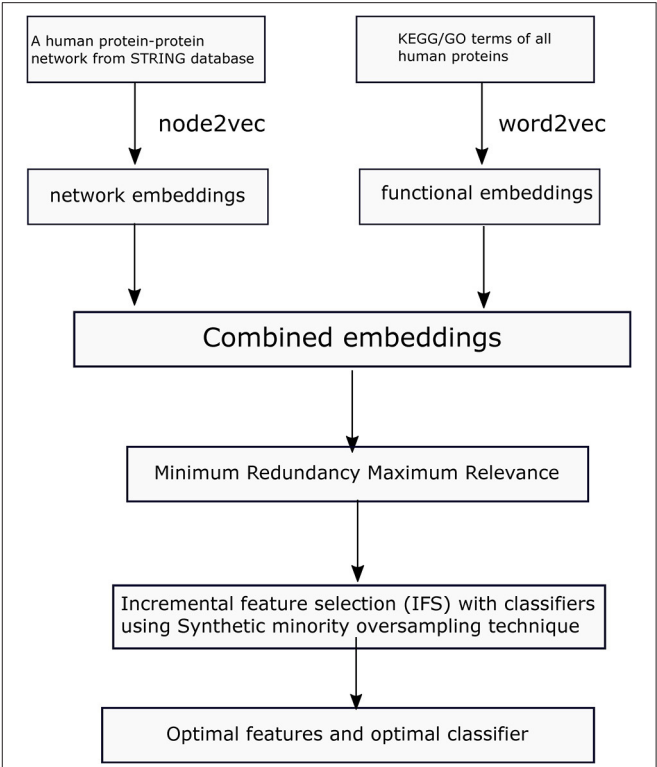 A human protein-protein
network from STRING database
KEGG/GO terms of all
human proteins
node2vec
word2vec
network embeddings
functional embeddings
Combined embeddings
Minimum Redundancy Maximum Relevance
Incremental feature selection (IFS) with classifiers
using Synthetic minority oversampling technique
Optimal features and optimal classifier